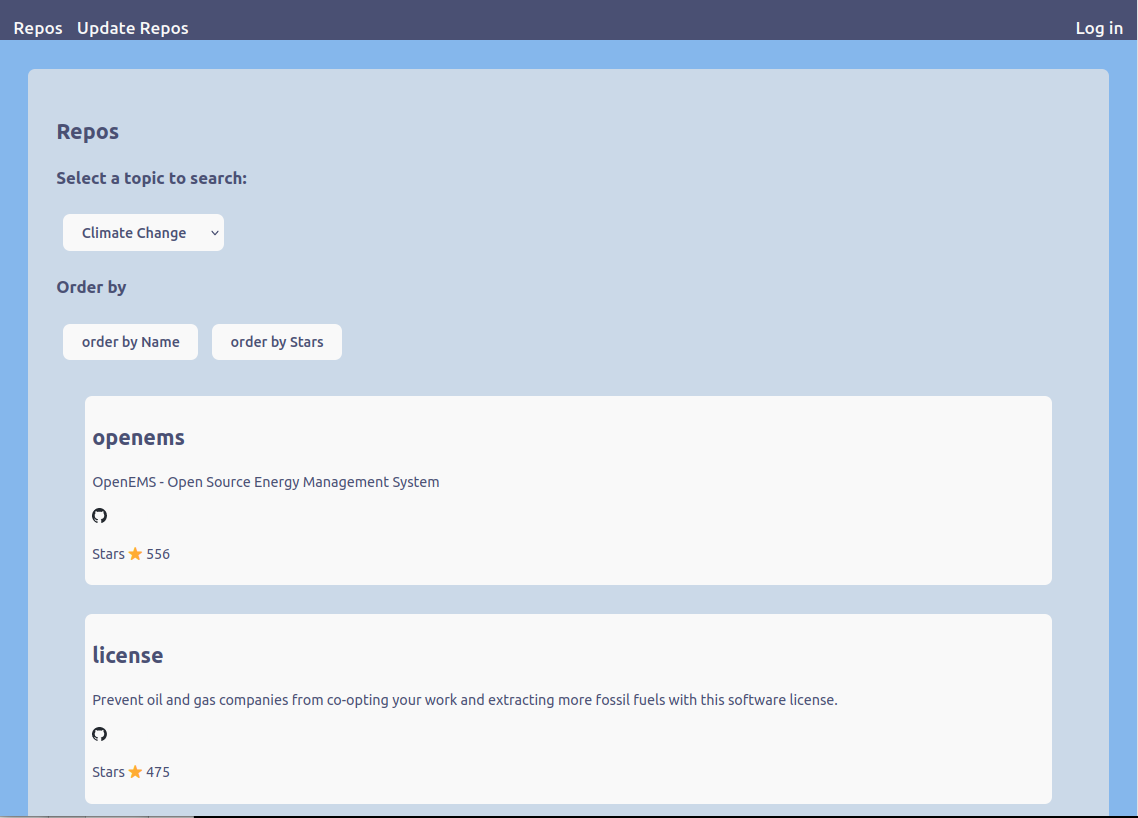 Repos Update Repos Log in
Repos
Select a topic to search:
Climate Change
Order by
order by Name order by Stars
openems
OpenEMS - Open Source Energy Management System
Stars ⭐ 556
license
Prevent oil and gas companies from co-opting your work and extracting more fossil fuels with this software license.
Stars ⭐ 475